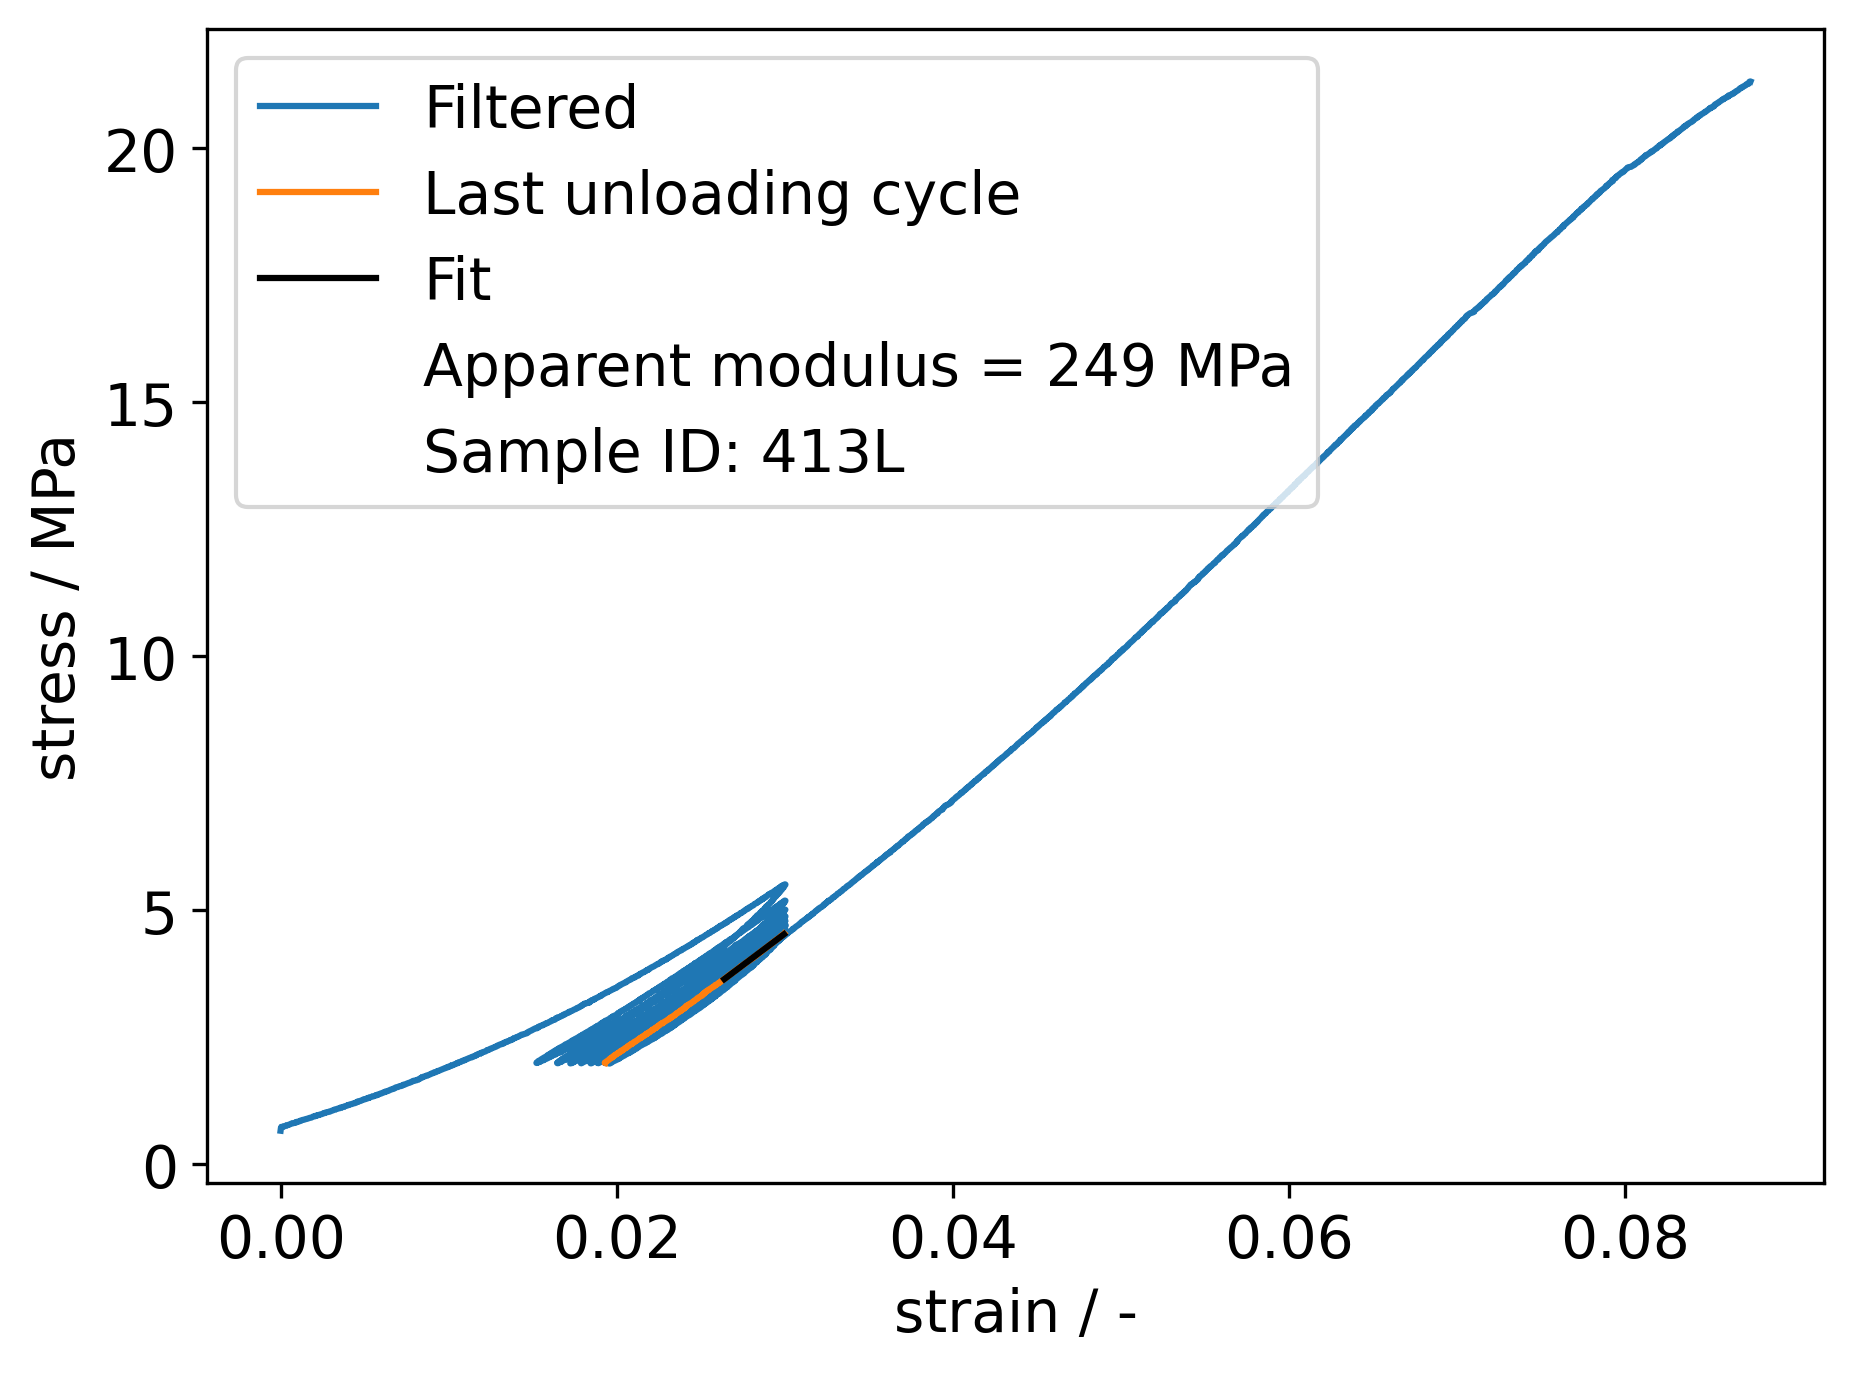 Filtered
Last unloading cycle
Fit
Apparent modulus = 249 MPa
Sample ID: 413L
20
15
10
5
0
stress / MPa
0.00 0.02 0.04 0.06 0.08
strain / -